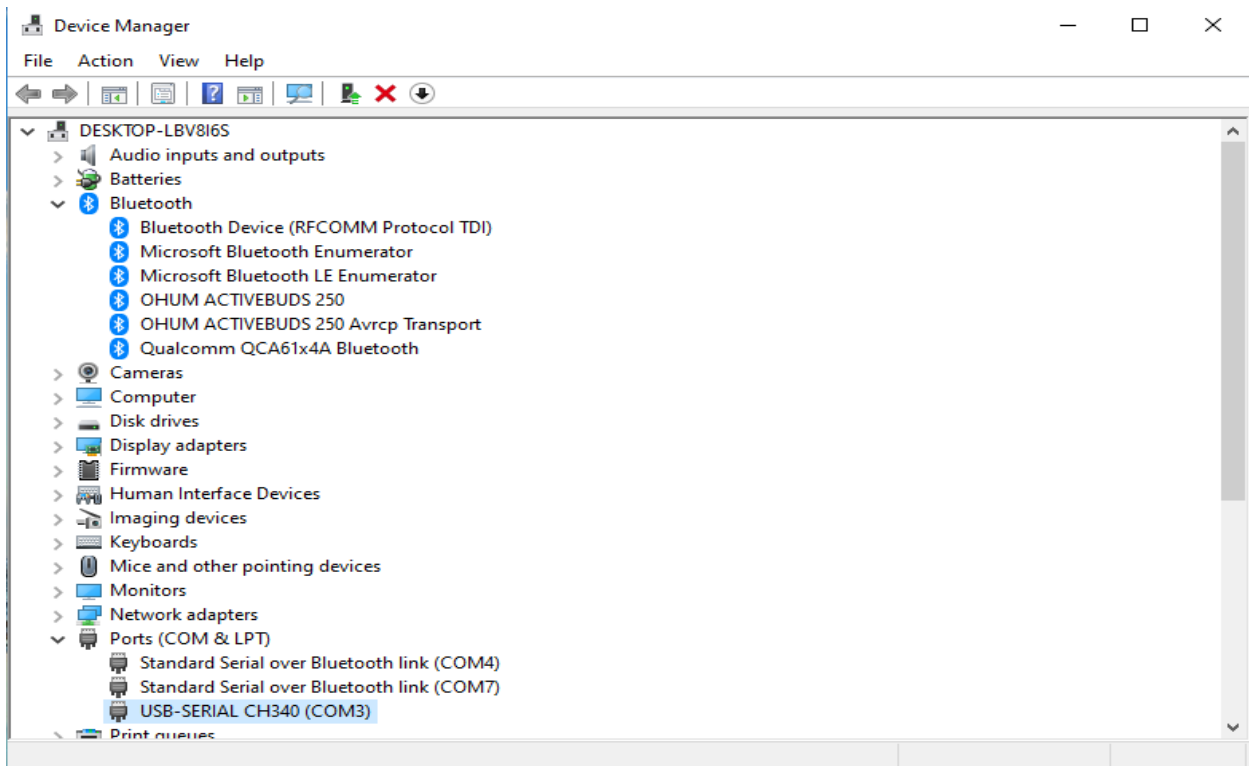 Device Manager
File Action View Help
DESKTOP-LBV8I6S
Audio inputs and outputs
Batteries
Bluetooth
Bluetooth Device (RFCOMM Protocol TDI)
Microsoft Bluetooth Enumerator
Microsoft Bluetooth LE Enumerator
OHUM ACTIVEBUDS 250
OHUM ACTIVEBUDS 250 Avrcp Transport
Qualcomm QCA61x4A Bluetooth
Cameras
Computer
Disk drives
Display adapters
Firmware
Human Interface Devices
Imaging devices
Keyboards
Mice and other pointing devices
Monitors
Network adapters
Ports (COM & LPT)
Standard Serial over Bluetooth link (COM4)
Standard Serial over Bluetooth link (COM7)
USB-SERIAL CH340 (COM3)
Print queues